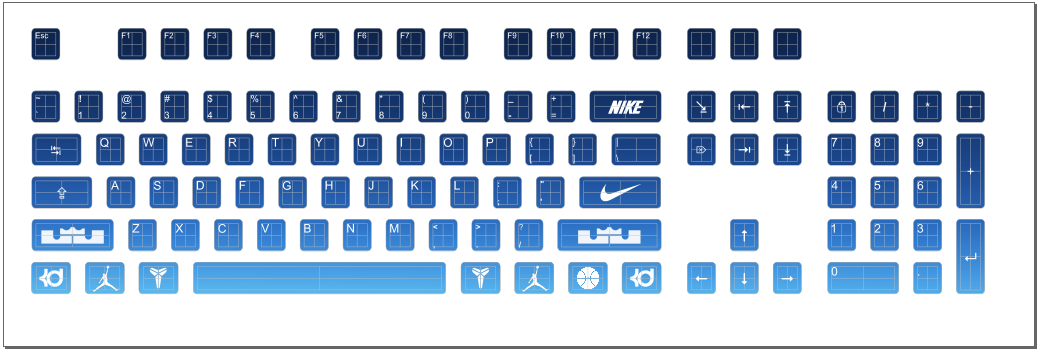 Esc F1 F2 F3 F4 F5 F6 F7 F8 F9 F10 F11 F12
~ ! @ # $ % ^ & * ( ) _ +
` 1 2 3 4 5 6 7 8 9 0 - = NIKE / * -
Q W E R T Y U I O P { } | 7 8 9 +
[ ] \
A S D F G H J K L : " 4 5 6
; '
Z X C V B N M < > ? 1 2 3
, . /
0 .